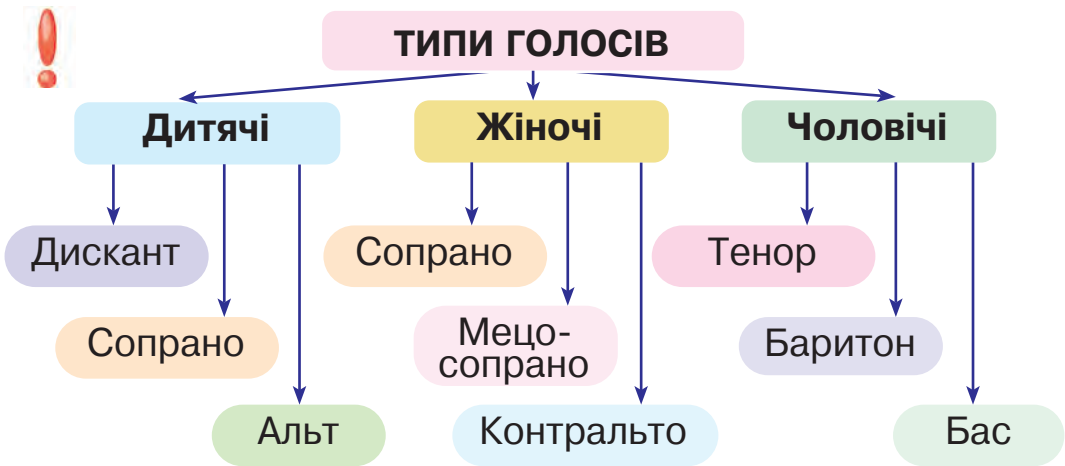 ТИПИ ГОЛОСІВ
Дитячі
Жіночі
Чоловічі
Дискант
Сопрано
Тенор
Сопрано
Мецо-
сопрано
Баритон
Альт
Контральто
Бас